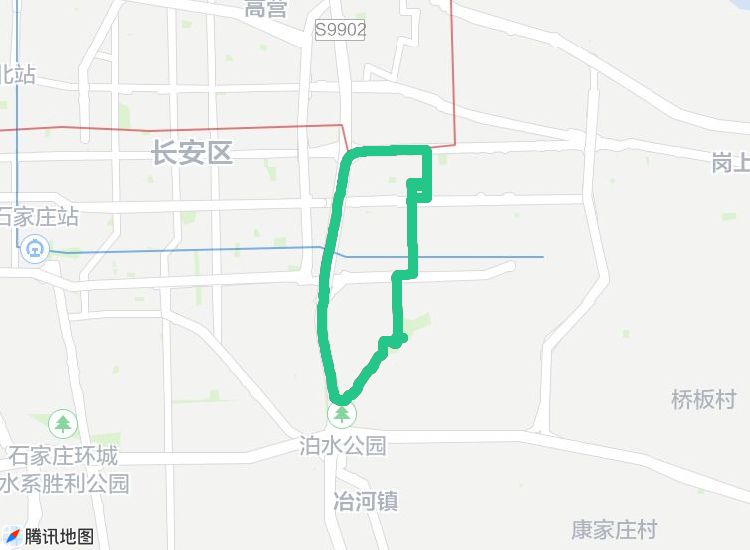 高营
S9902
北站
长安区
岗上
石家庄站
桥板村
泊水公园
石家庄环城
水系胜利公园
冶河镇
康家庄村
腾讯地图